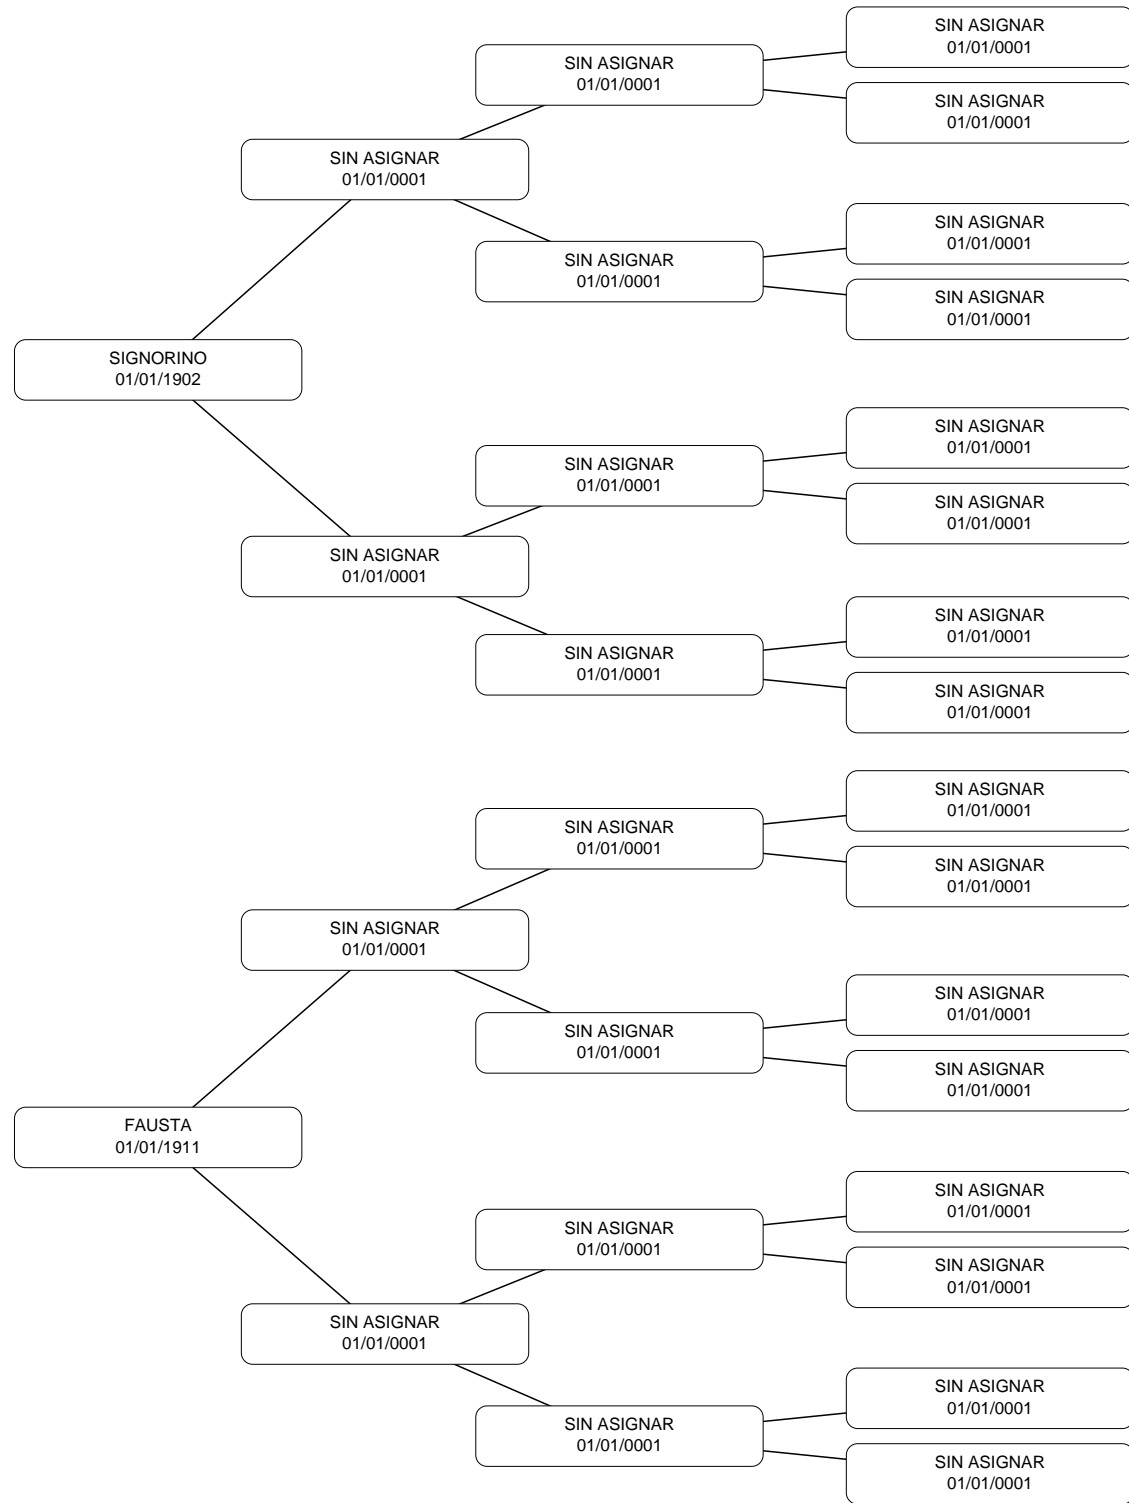 SIN ASIGNAR
01/01/0001
SIN ASIGNAR
01/01/0001
SIN ASIGNAR
01/01/0001
SIN ASIGNAR
01/01/0001
SIN ASIGNAR
01/01/0001
SIN ASIGNAR
01/01/0001
SIN ASIGNAR
01/01/0001
SIGNORINO
01/01/1902
SIN ASIGNAR
01/01/0001
SIN ASIGNAR
01/01/0001
SIN ASIGNAR
01/01/0001
SIN ASIGNAR
01/01/0001
SIN ASIGNAR
01/01/0001
SIN ASIGNAR
01/01/0001
SIN ASIGNAR
01/01/0001
SIN ASIGNAR
01/01/0001
SIN ASIGNAR
01/01/0001
SIN ASIGNAR
01/01/0001
SIN ASIGNAR
01/01/0001
SIN ASIGNAR
01/01/0001
SIN ASIGNAR
01/01/0001
SIN ASIGNAR
01/01/0001
FAUSTA
01/01/1911
SIN ASIGNAR
01/01/0001
SIN ASIGNAR
01/01/0001
SIN ASIGNAR
01/01/0001
SIN ASIGNAR
01/01/0001
SIN ASIGNAR
01/01/0001
SIN ASIGNAR
01/01/0001
SIN ASIGNAR
01/01/0001